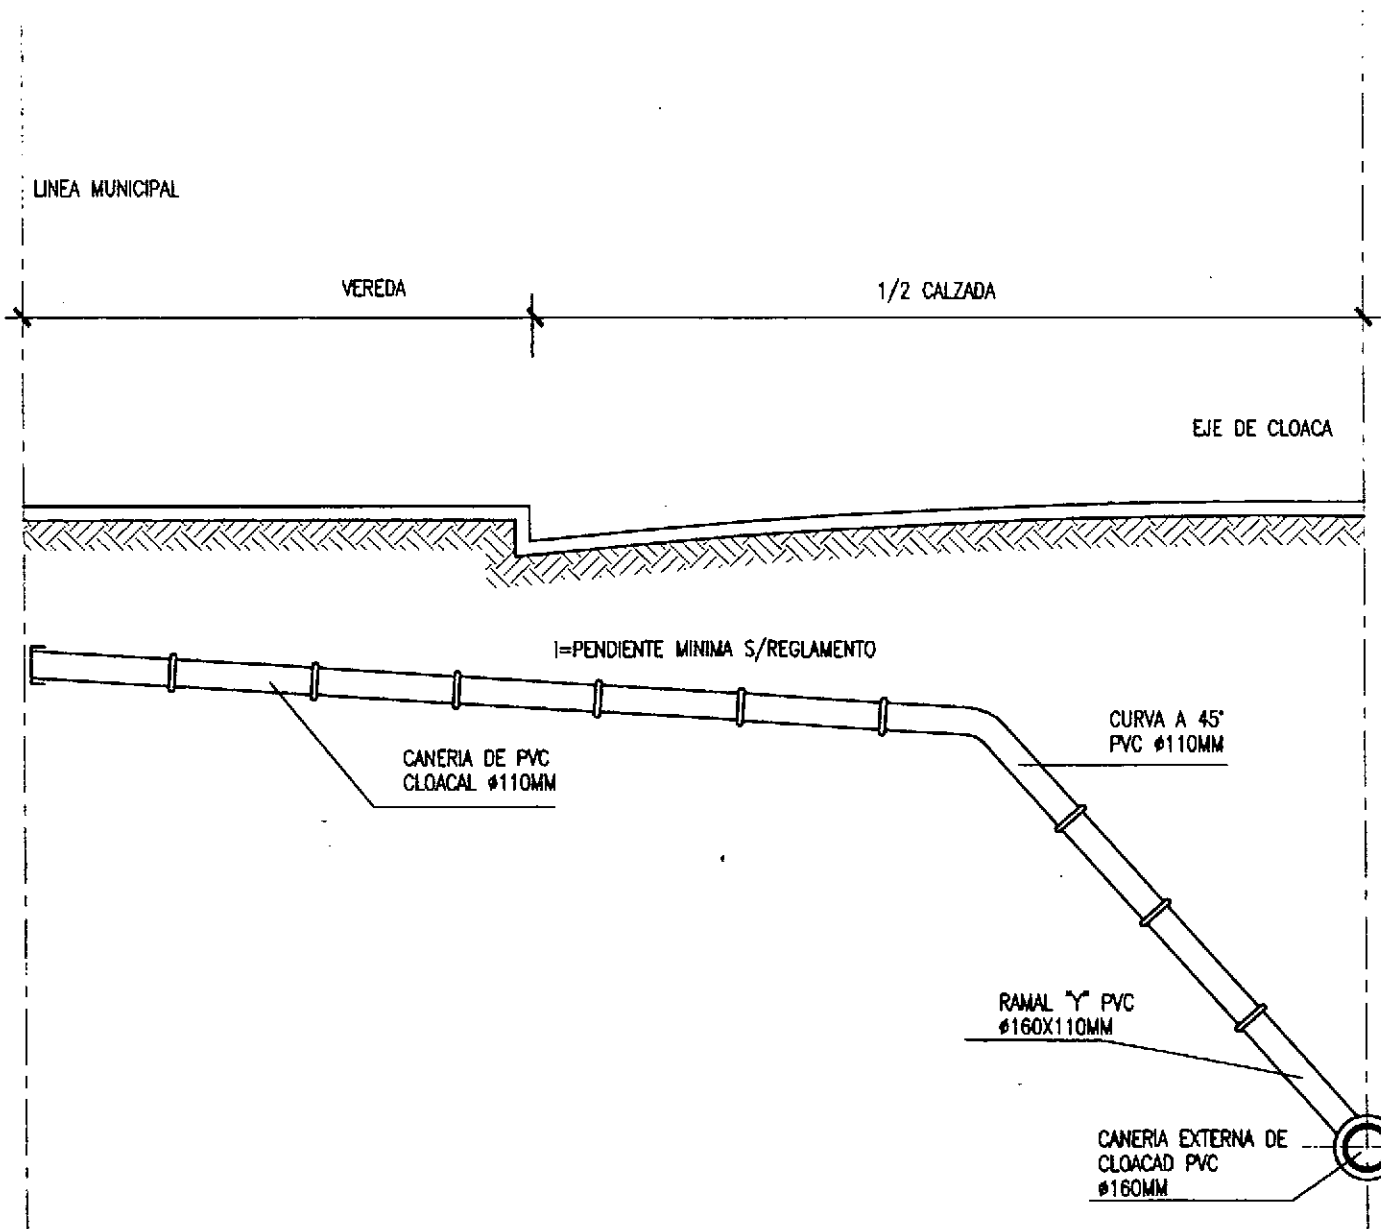 LINEA MUNICIPAL
VEREDA
1/2 CALZADA
EJE DE CLOACA
I=PENDIENTE MINIMA S/REGLAMENTO
CURVA A 45°
PVC ø110MM
CANERIA DE PVC
CLOACAL ø110MM
RAMAL "Y" PVC
ø160X110MM
CANERIA EXTERNA DE
CLOACAD PVC
ø160MM